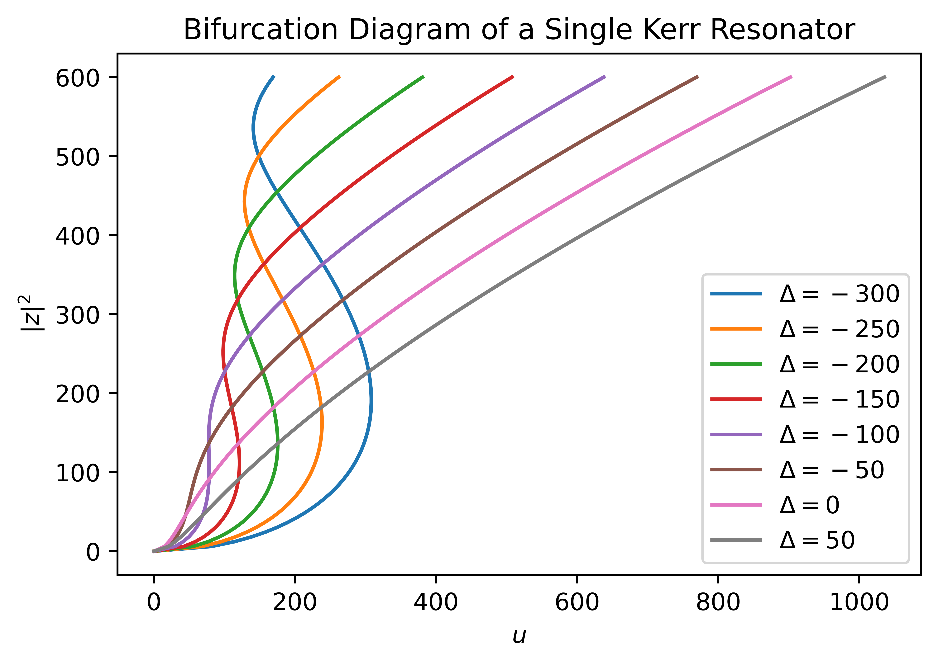 Bifurcation Diagram of a Single Kerr Resonator
600
500
400
300
200
100
0
|z|²
0 200 400 600 800 1000
u
Δ = −300
Δ = −250
Δ = −200
Δ = −150
Δ = −100
Δ = −50
Δ = 0
Δ = 50